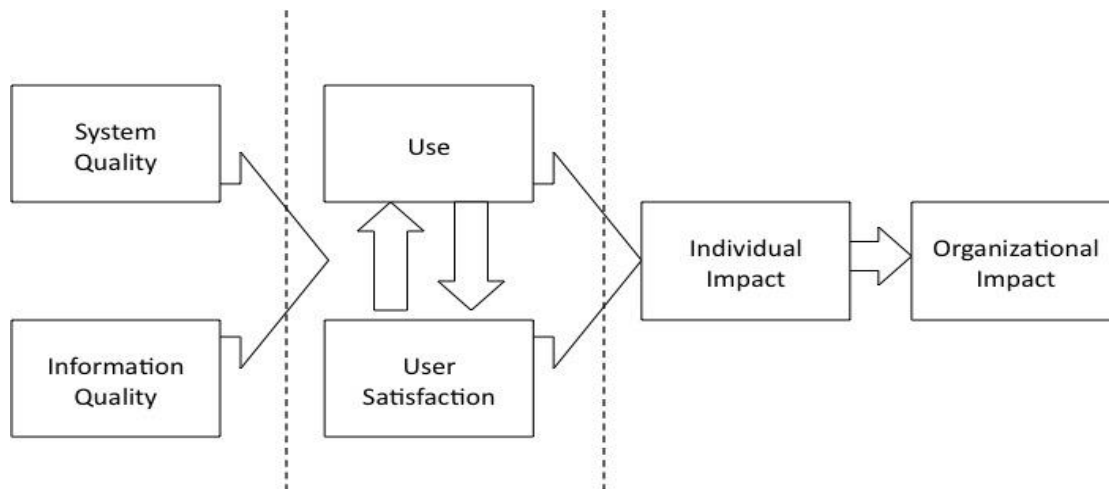 System
Quality
Use
Individual
Impact
Organizational
Impact
Information
Quality
User
Satisfaction